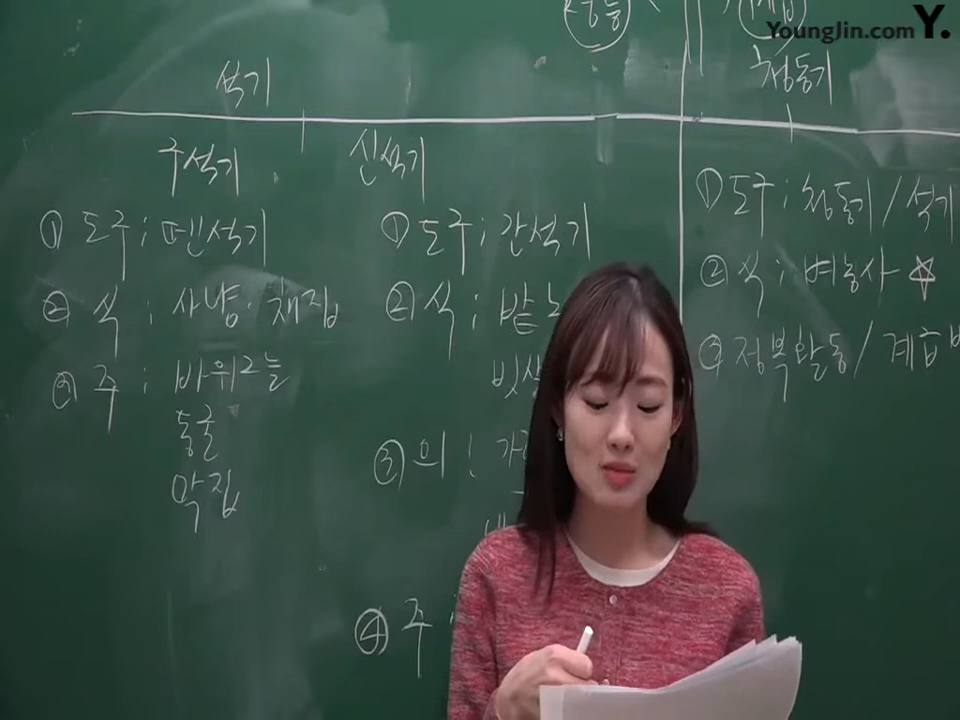 YoungJin.com Y.
석기
청동기
구석기
신석기
① 도구 ; 뗀석기
② 식 ; 사냥· 채집
③ 주 ; 바위그늘
동굴
막집
① 도구 ; 간석기
② 식 ; 밭
빗살
③ 의 ;
④ 주 ;
① 도구 ; 청동기 / 석기
② 식 ; 벼농사 ☆
③ 정복활동 / 계급